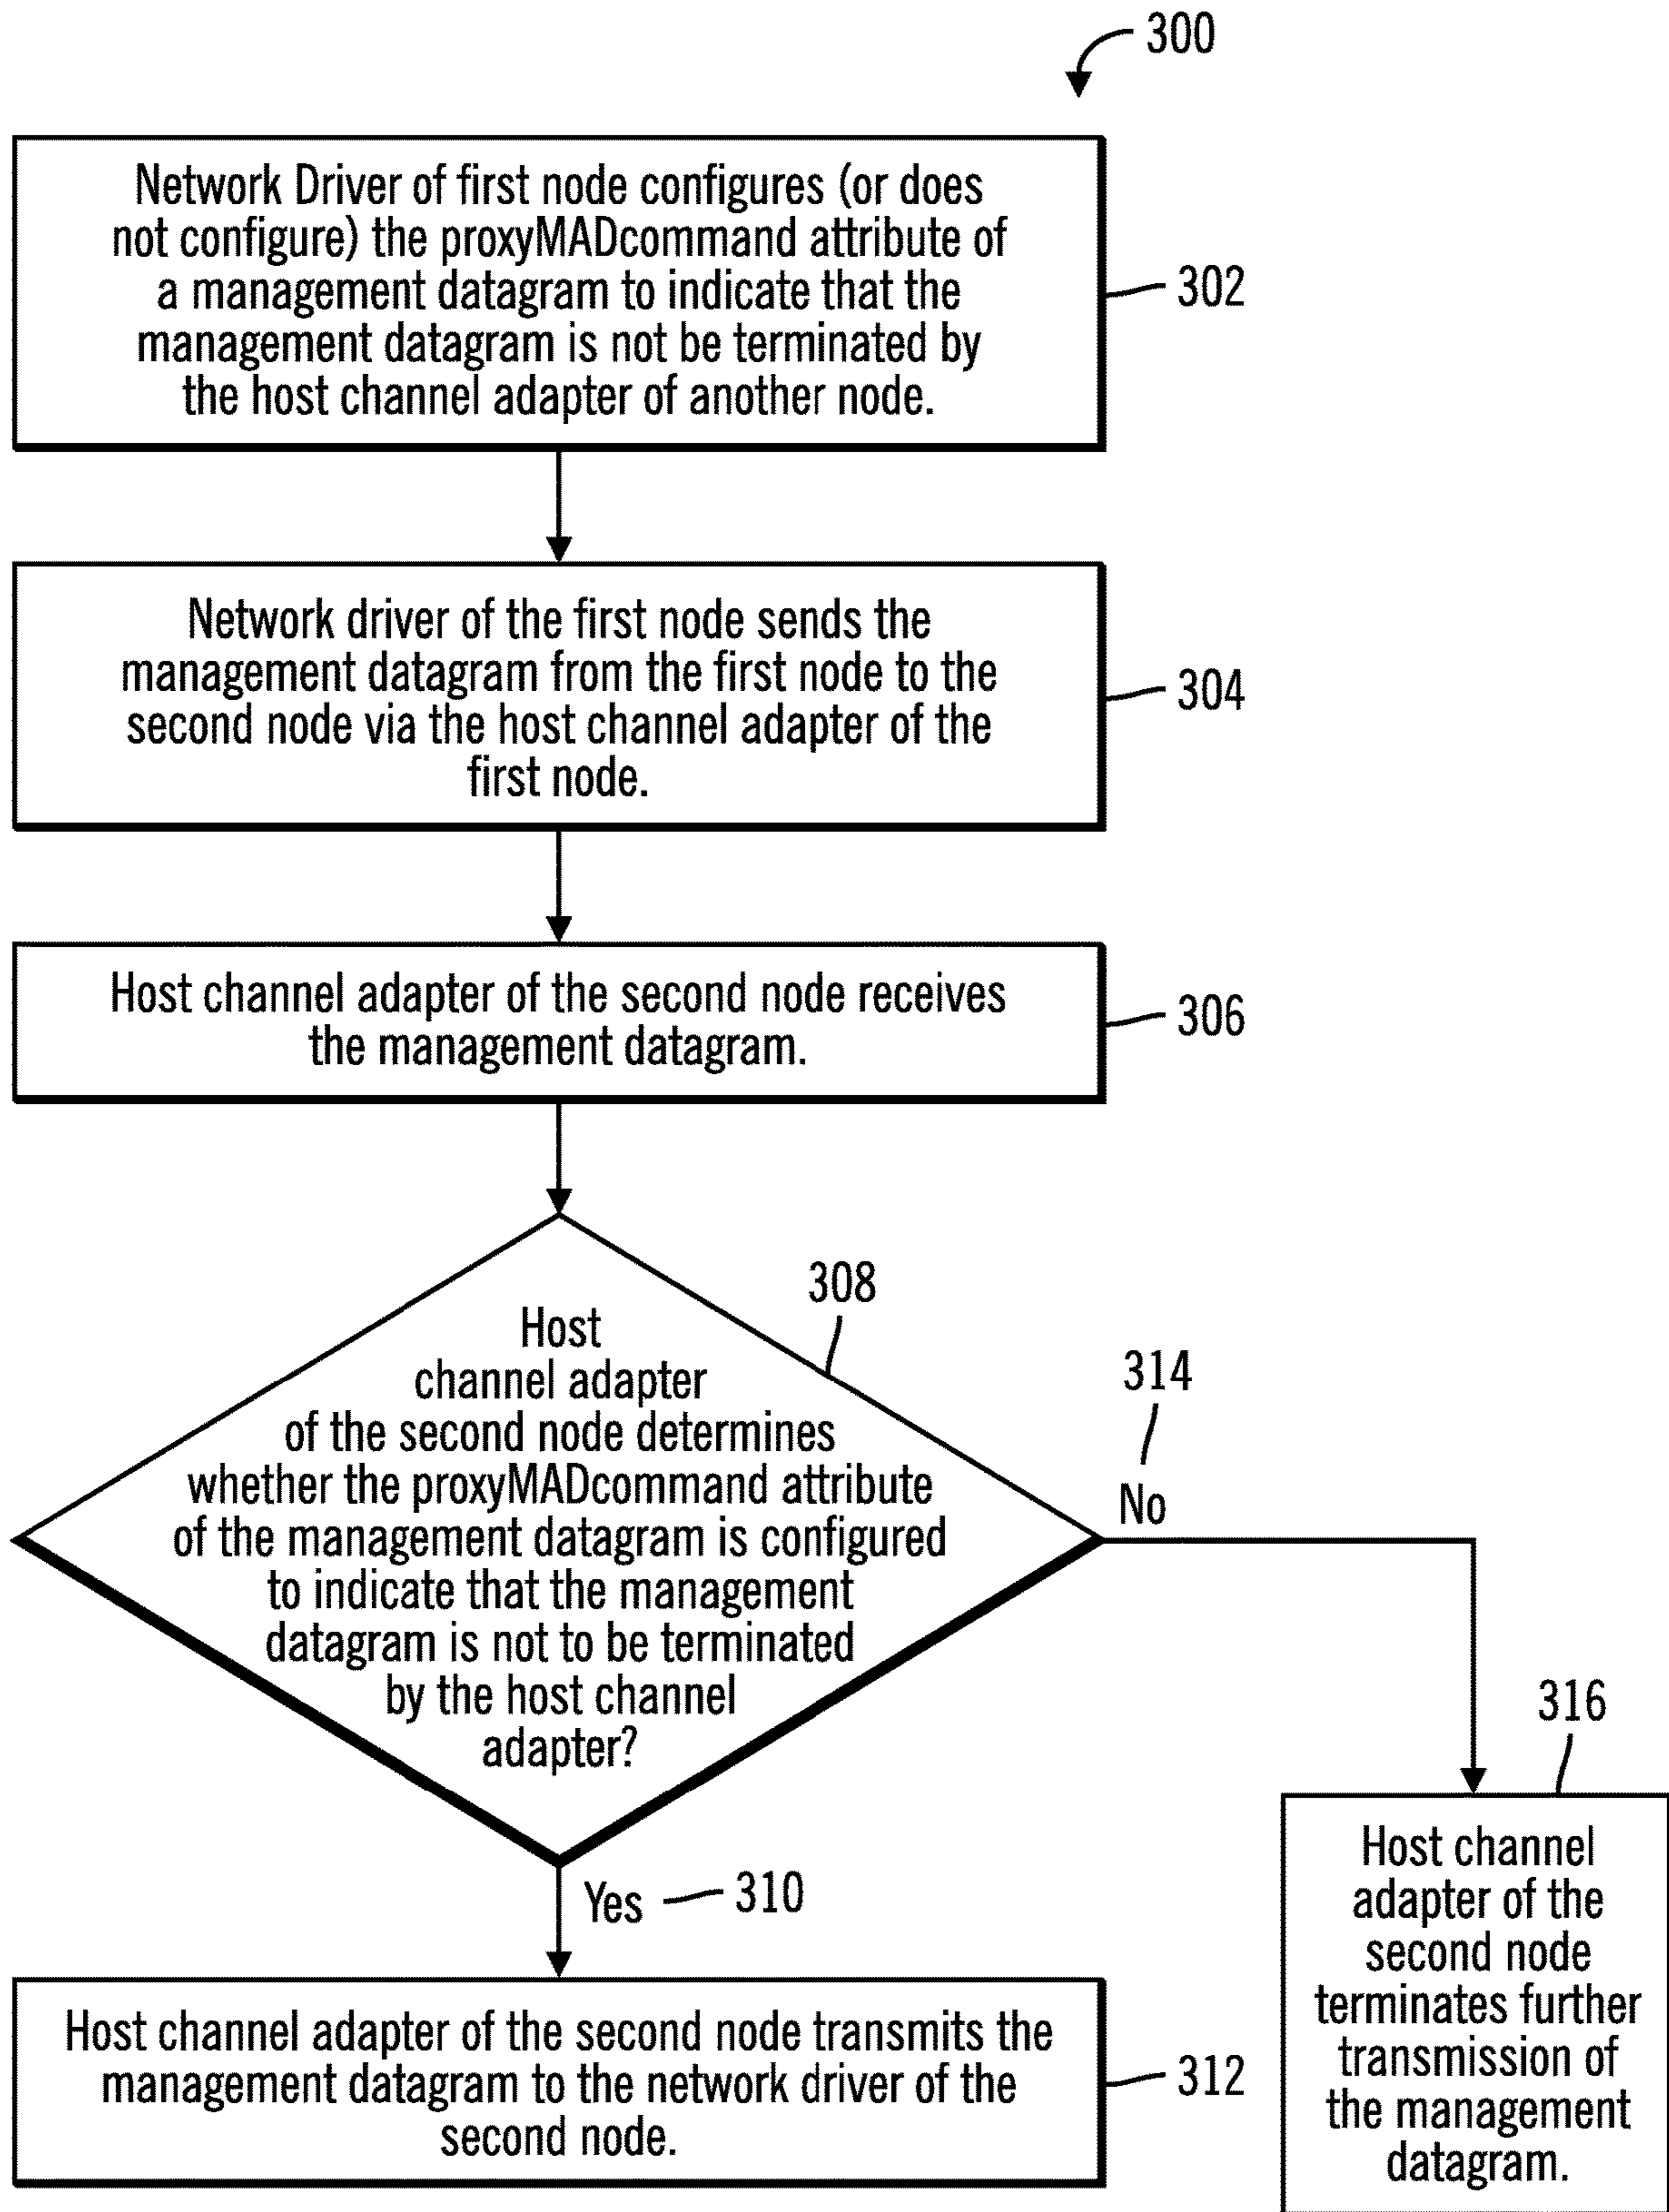 300
Network Driver of first node configures (or does
not configure) the proxyMADcommand attribute of
a management datagram to indicate that the
management datagram is not be terminated by
the host channel adapter of another node.
302
Network driver of the first node sends the
management datagram from the first node to the
second node via the host channel adapter of the
first node.
304
Host channel adapter of the second node receives
the management datagram.
306
308
Host
channel adapter
of the second node determines
whether the proxyMADcommand attribute
of the management datagram is configured
to indicate that the management
datagram is not to be terminated
by the host channel
adapter?
314
No
Yes
310
Host channel adapter of the second node transmits the
management datagram to the network driver of the
second node.
312
316
Host channel
adapter of the
second node
terminates further
transmission of
the management
datagram.